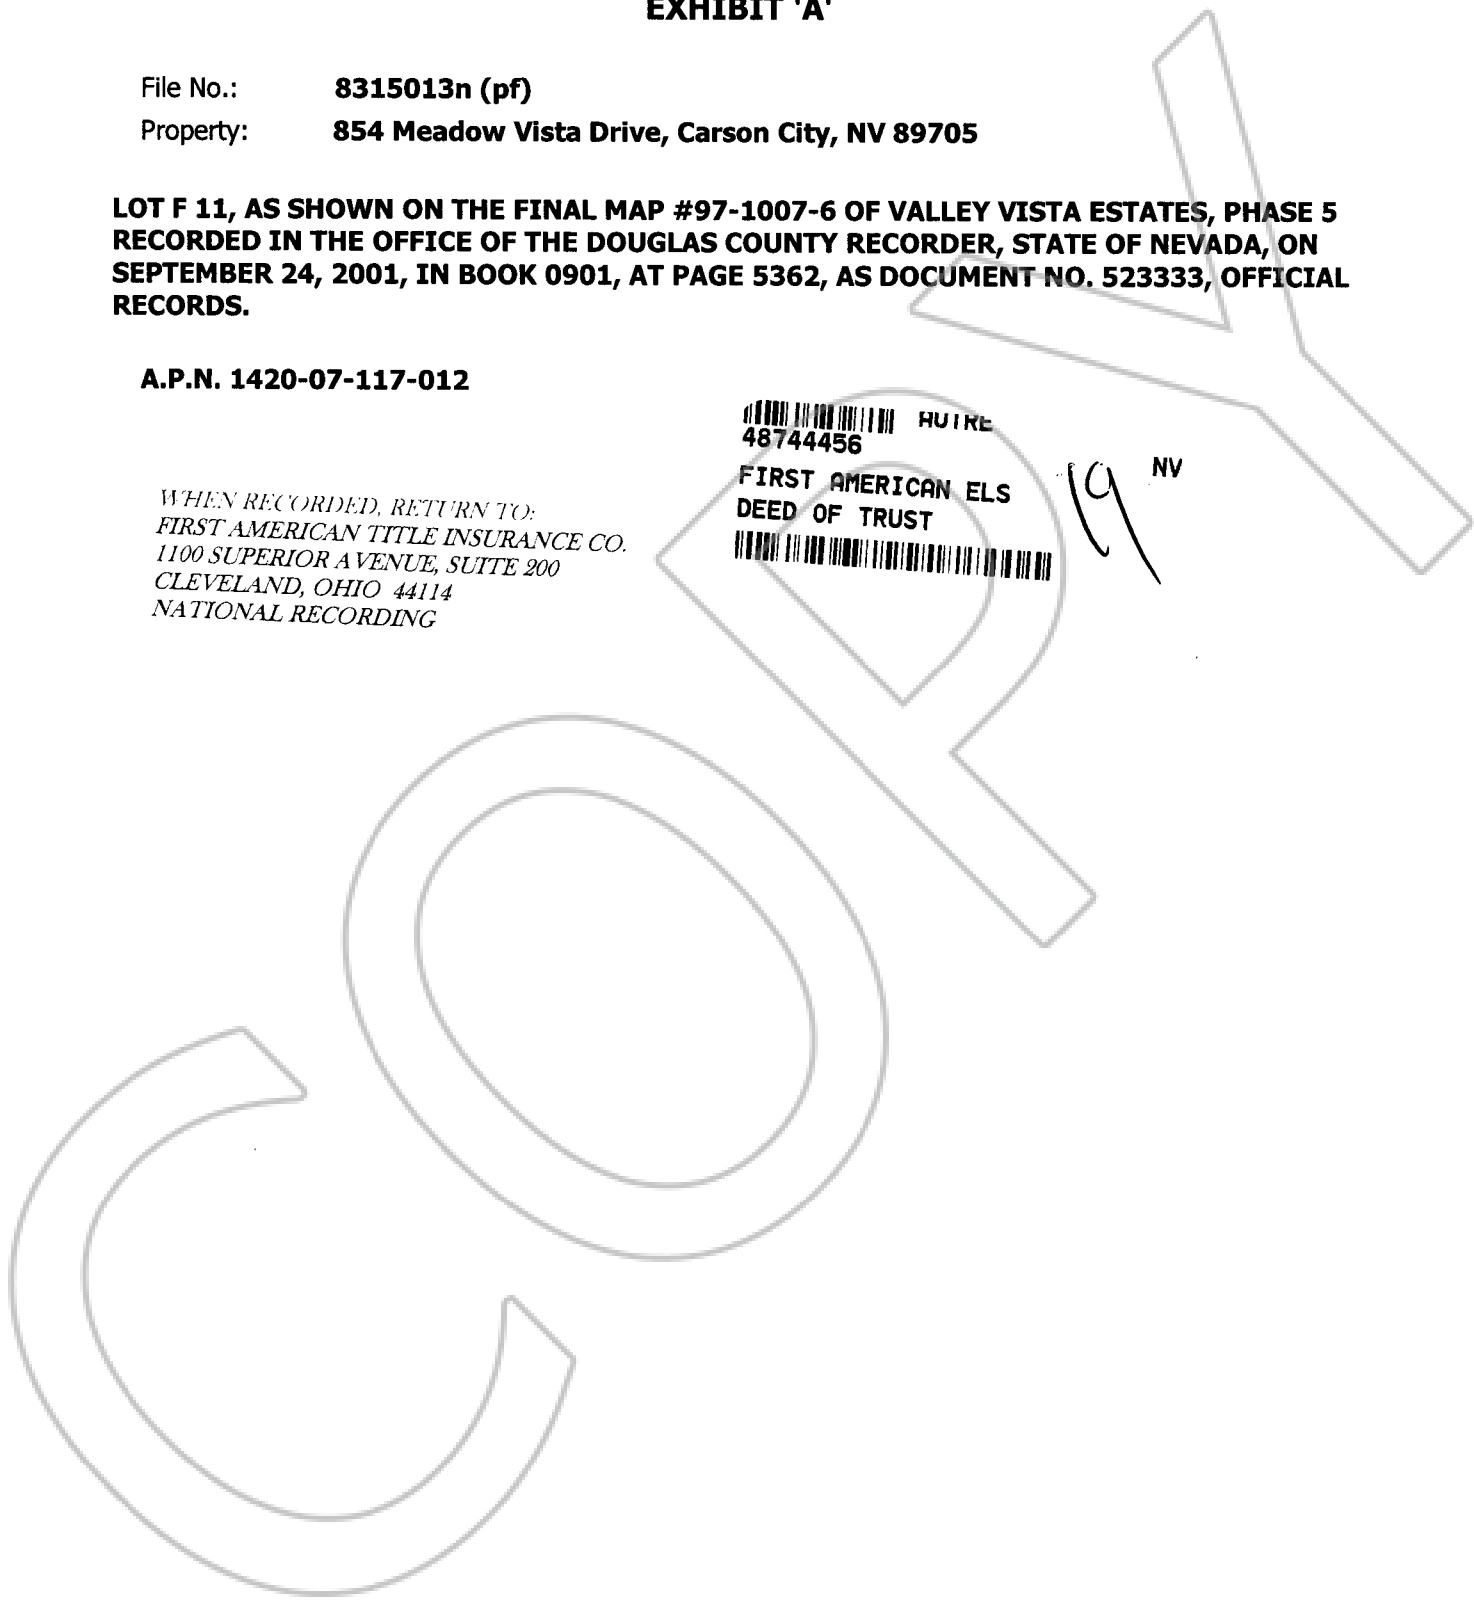 EXHIBIT 'A'
File No.: 8315013n (pf)
Property: 854 Meadow Vista Drive, Carson City, NV 89705
LOT F 11, AS SHOWN ON THE FINAL MAP #97-1007-6 OF VALLEY VISTA ESTATES, PHASE 5
RECORDED IN THE OFFICE OF THE DOUGLAS COUNTY RECORDER, STATE OF NEVADA, ON
SEPTEMBER 24, 2001, IN BOOK 0901, AT PAGE 5362, AS DOCUMENT NO. 523333, OFFICIAL
RECORDS.
A.P.N. 1420-07-117-012
48744456
FIRST AMERICAN ELS
DEED OF TRUST
NV
WHEN RECORDED, RETURN TO:
FIRST AMERICAN TITLE INSURANCE CO.
1100 SUPERIOR AVENUE, SUITE 200
CLEVELAND, OHIO 44114
NATIONAL RECORDING
COPY